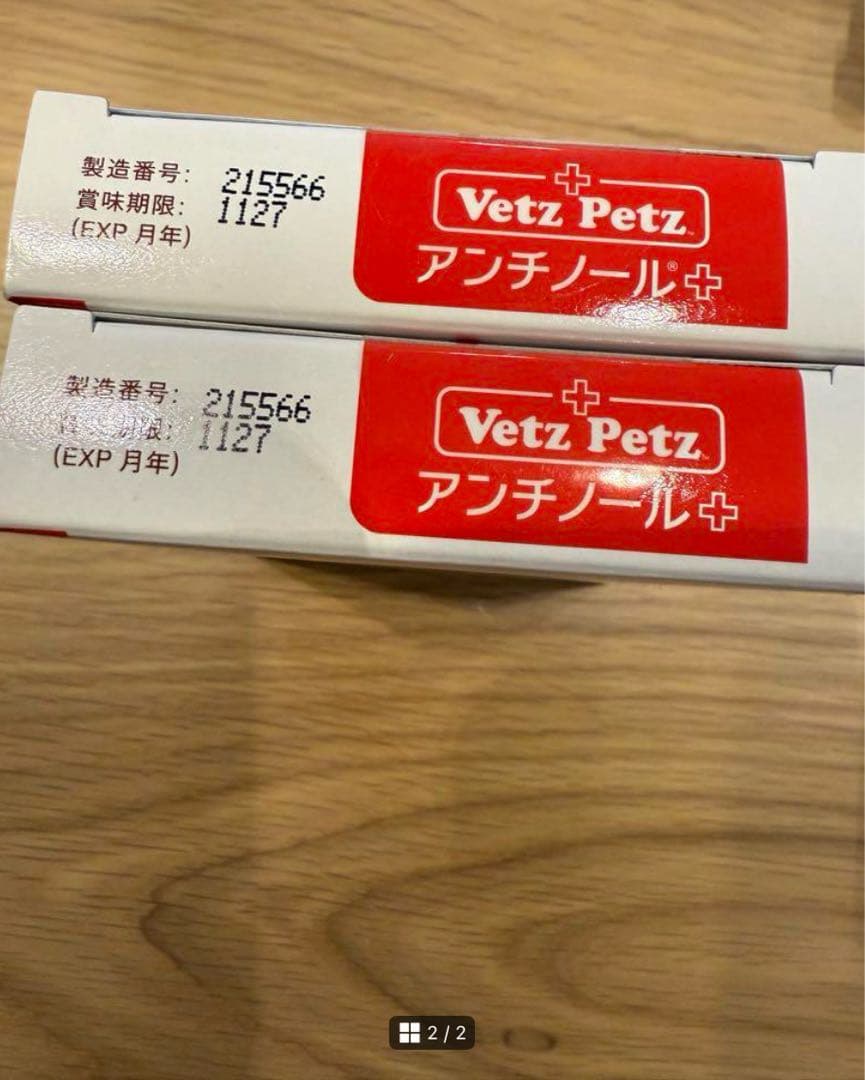 製造番号: 215566
賞味期限: 1127
(EXP 月年)
Vetz Petz
アンチノール®+
製造番号: 215566
限: 1127
(EXP 月年)
Vetz Petz
アンチノール+
2 / 2